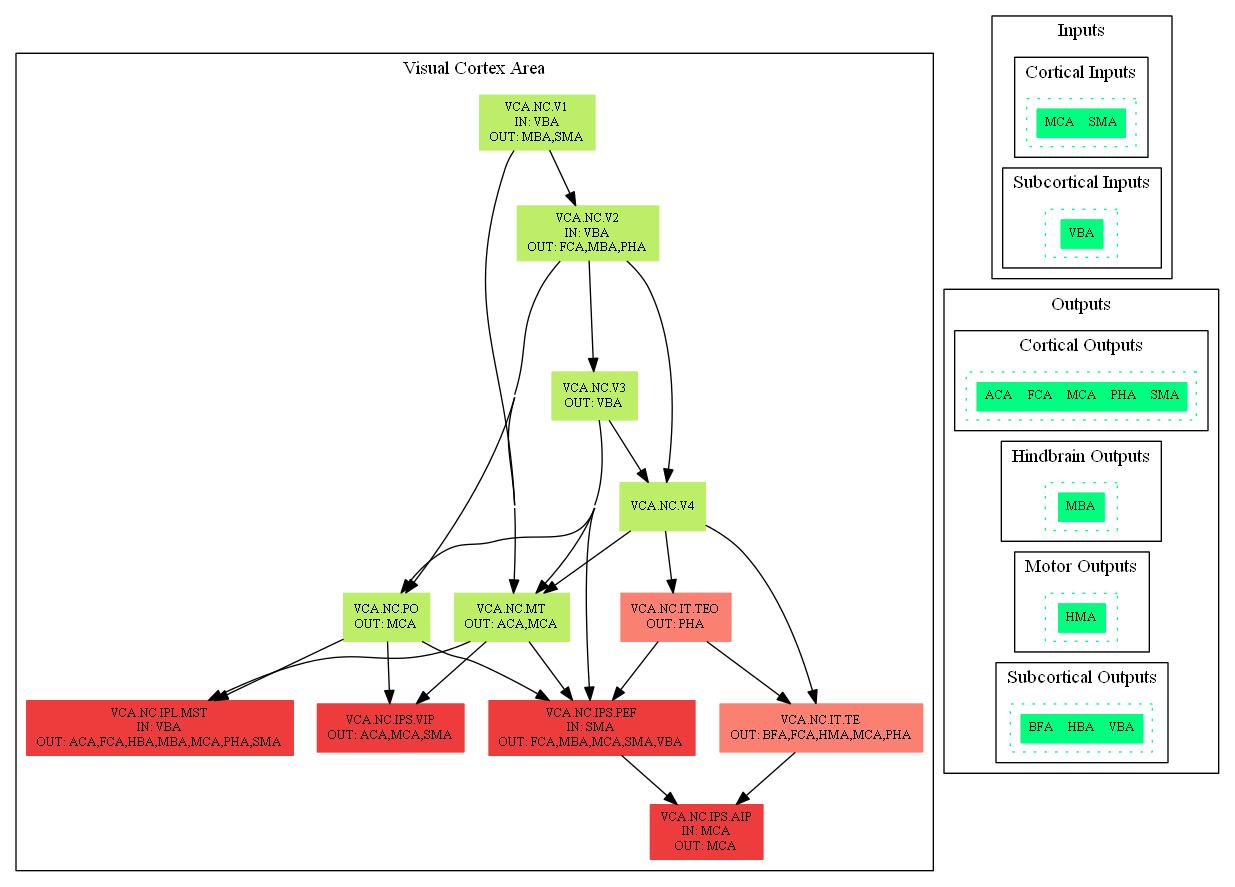 Visual Cortex Area
VCA.NC.V1
IN: VBA
OUT: MBA,SMA
VCA.NC.V2
IN: VBA
OUT: FCA,MBA,PHA
VCA.NC.V3
OUT: VBA
VCA.NC.V4
VCA.NC.PO
OUT: MCA
VCA.NC.MT
OUT: ACA,MCA
VCA.NC.IT.TEO
OUT: PHA
VCA.NC.IPL.MST
IN: VBA
OUT: ACA,FCA,HBA,MBA,MCA,PHA,SMA
VCA.NC.IPS.VIP
OUT: ACA,MCA,SMA
VCA.NC.IPS.PEF
IN: SMA
OUT: FCA,MBA,MCA,SMA,VBA
VCA.NC.IT.TE
OUT: BFA,FCA,HMA,MCA,PHA
VCA.NC.IPS.AIP
IN: MCA
OUT: MCA
Inputs
Cortical Inputs
MCA SMA
Subcortical Inputs
VBA
Outputs
Cortical Outputs
ACA FCA MCA PHA SMA
Hindbrain Outputs
MBA
Motor Outputs
HMA
Subcortical Outputs
BFA HBA VBA